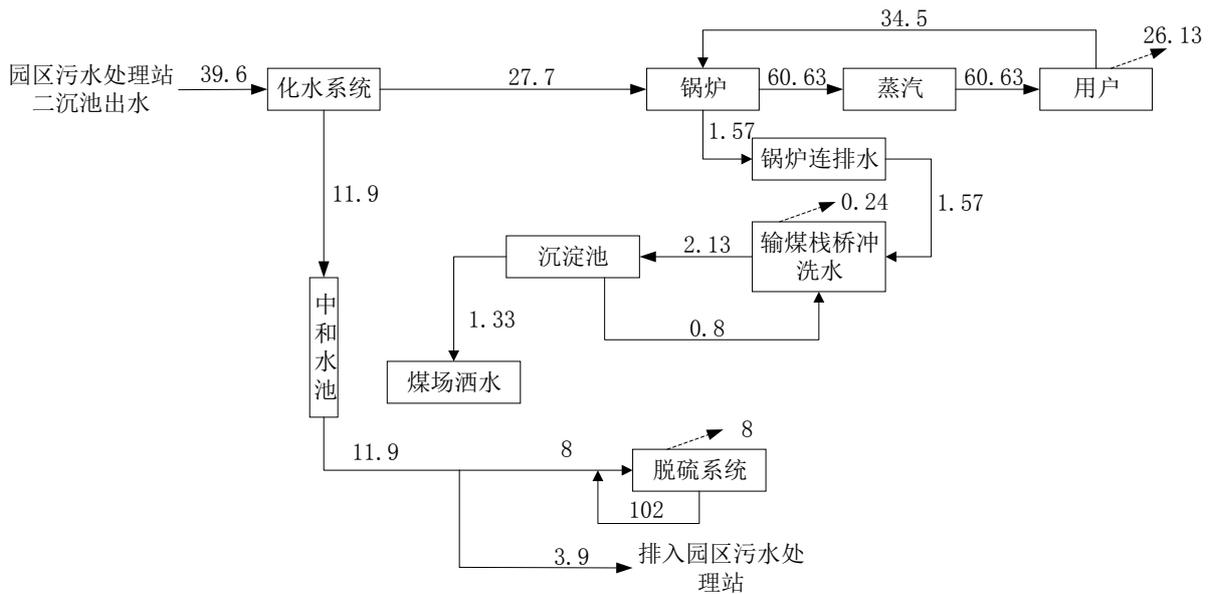 34.5
26.13
园区污水处理站
二沉池出水
39.6
化水系统
27.7
锅炉
60.63
蒸汽
60.63
用户
1.57
锅炉连排水
11.9
0.24
1.57
沉淀池
2.13
输煤栈桥冲
洗水
中和水池
1.33
0.8
煤场洒水
8
11.9
8
脱硫系统
102
3.9
排入园区污水处
理站